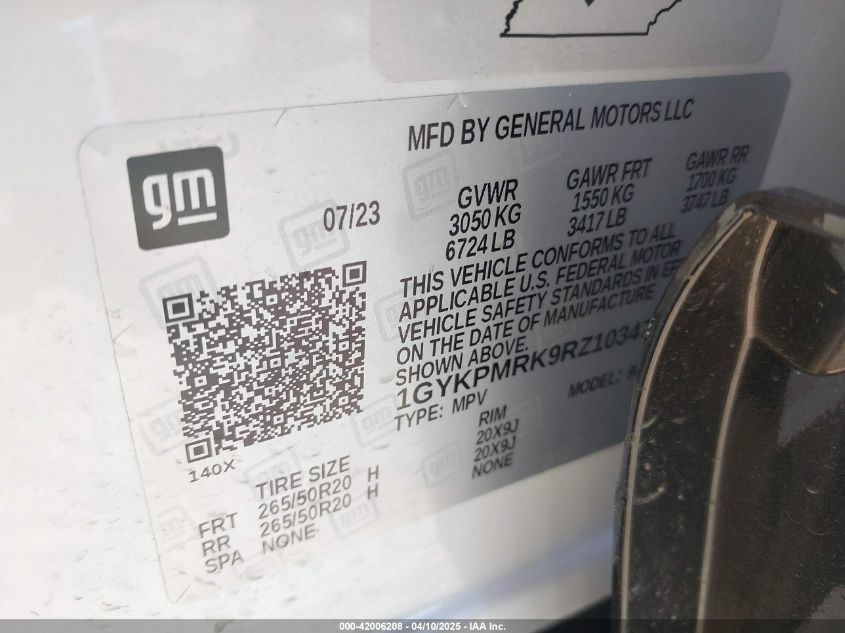 MFD BY GENERAL MOTORS LLC
gm
07/23
GVWR
3050 KG
6724 LB
GAWR FRT
1550 KG
3417 LB
GAWR RR
1700 KG
3747 LB
THIS VEHICLE CONFORMS TO ALL
APPLICABLE U.S. FEDERAL MOTOR
VEHICLE SAFETY STANDARDS IN
ON THE DATE OF MANUFACTURE
SHOWN ABOVE.
1GYKPMRK9RZ1034
TYPE: MPV
MODEL:
140X
TIRE SIZE
RIM
FRT 265/50R20 H 20X9J
RR 265/50R20 H 20X9J
SPA NONE NONE
000-42006208 - 04/10/2025 - IAA Inc.